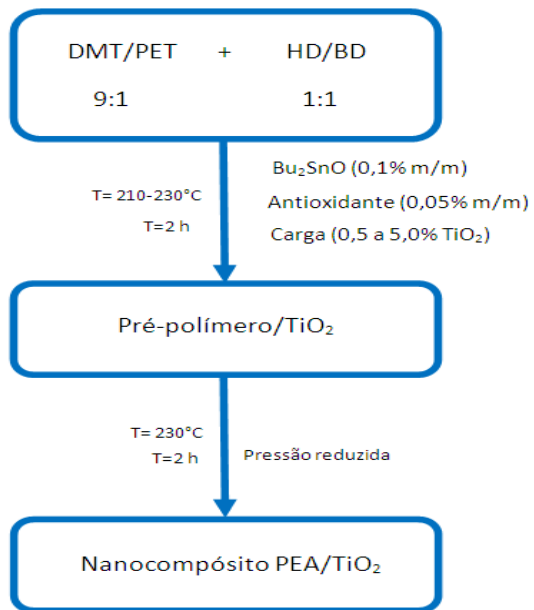 DMT/PET + HD/BD
9:1 1:1
Bu₂SnO (0,1% m/m)
T= 210-230°C
Antioxidante (0,05% m/m)
T=2 h
Carga (0,5 a 5,0% TiO₂)
Pré-polímero/TiO₂
T= 230°C
T=2 h
Pressão reduzida
Nanocompósito PEA/TiO₂